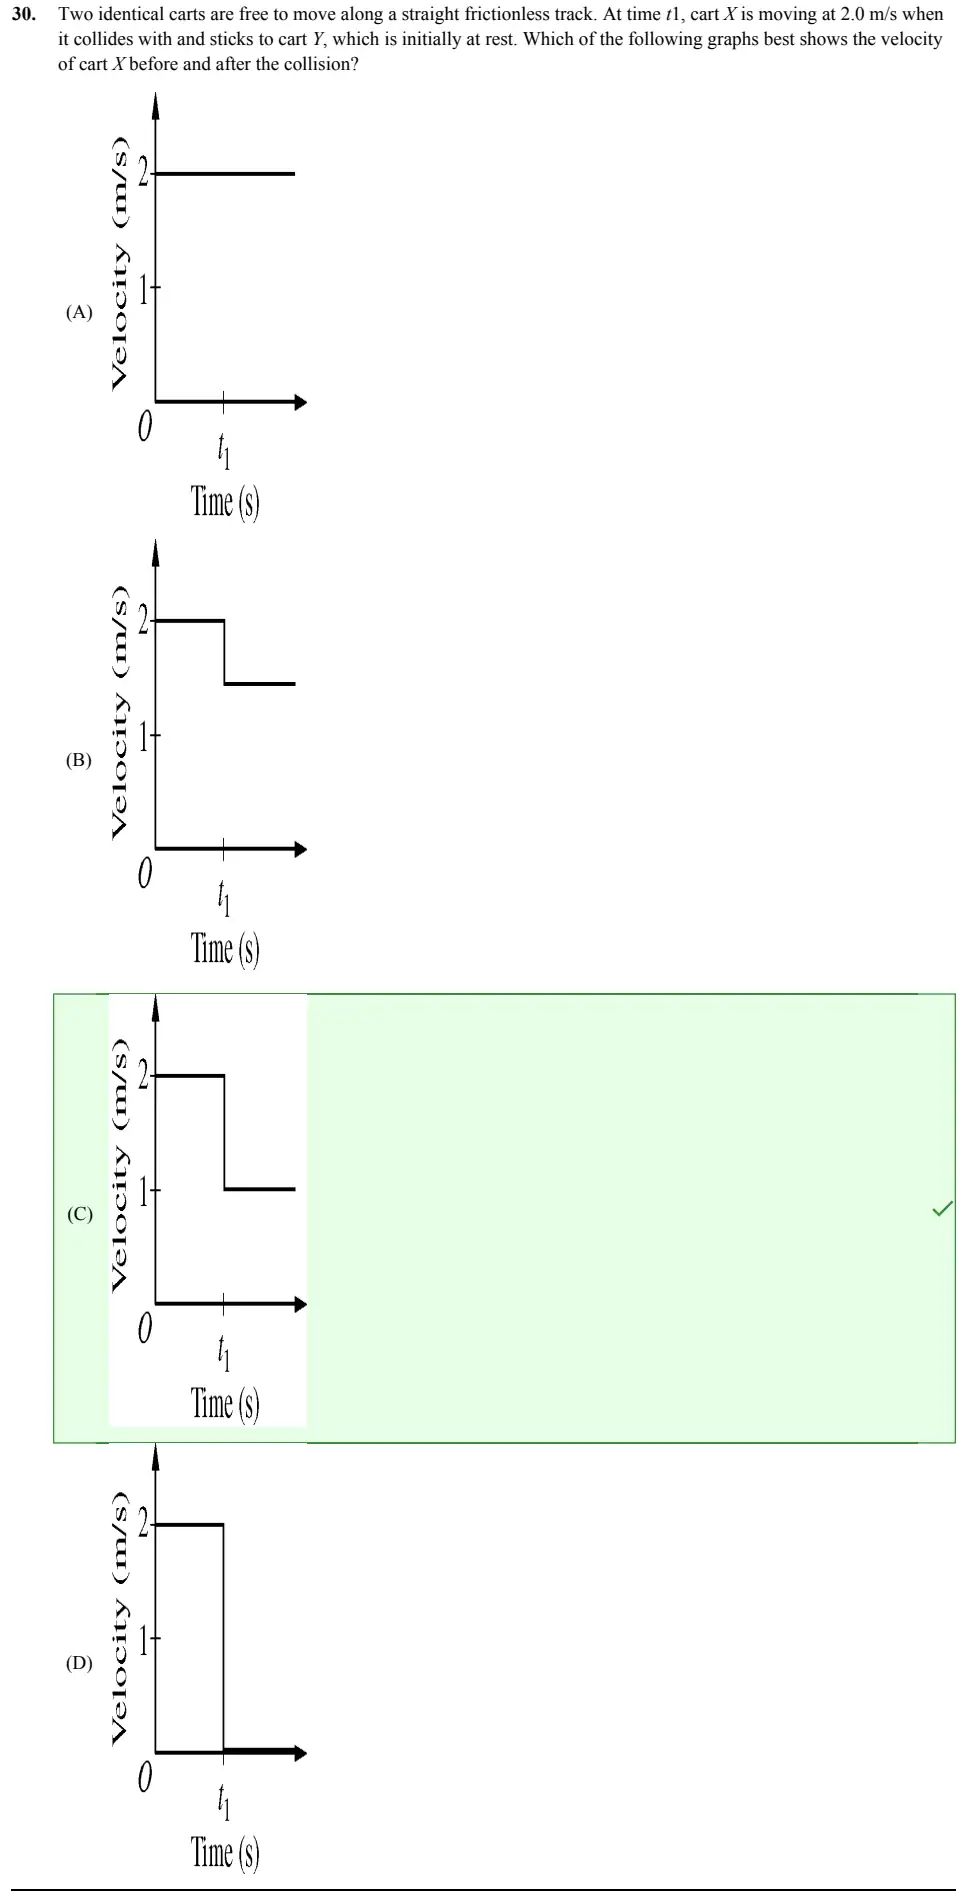 30. Two identical carts are free to move along a straight frictionless track. At time t1, cart X is moving at 2.0 m/s when
it collides with and sticks to cart Y, which is initially at rest. Which of the following graphs best shows the velocity
of cart X before and after the collision?
(A)
Velocity (m/s)
2
1
0
t1
Time (s)
(B)
Velocity (m/s)
2
1
0
t1
Time (s)
(C)
Velocity (m/s)
2
1
0
t1
Time (s)
(D)
Velocity (m/s)
2
1
0
t1
Time (s)